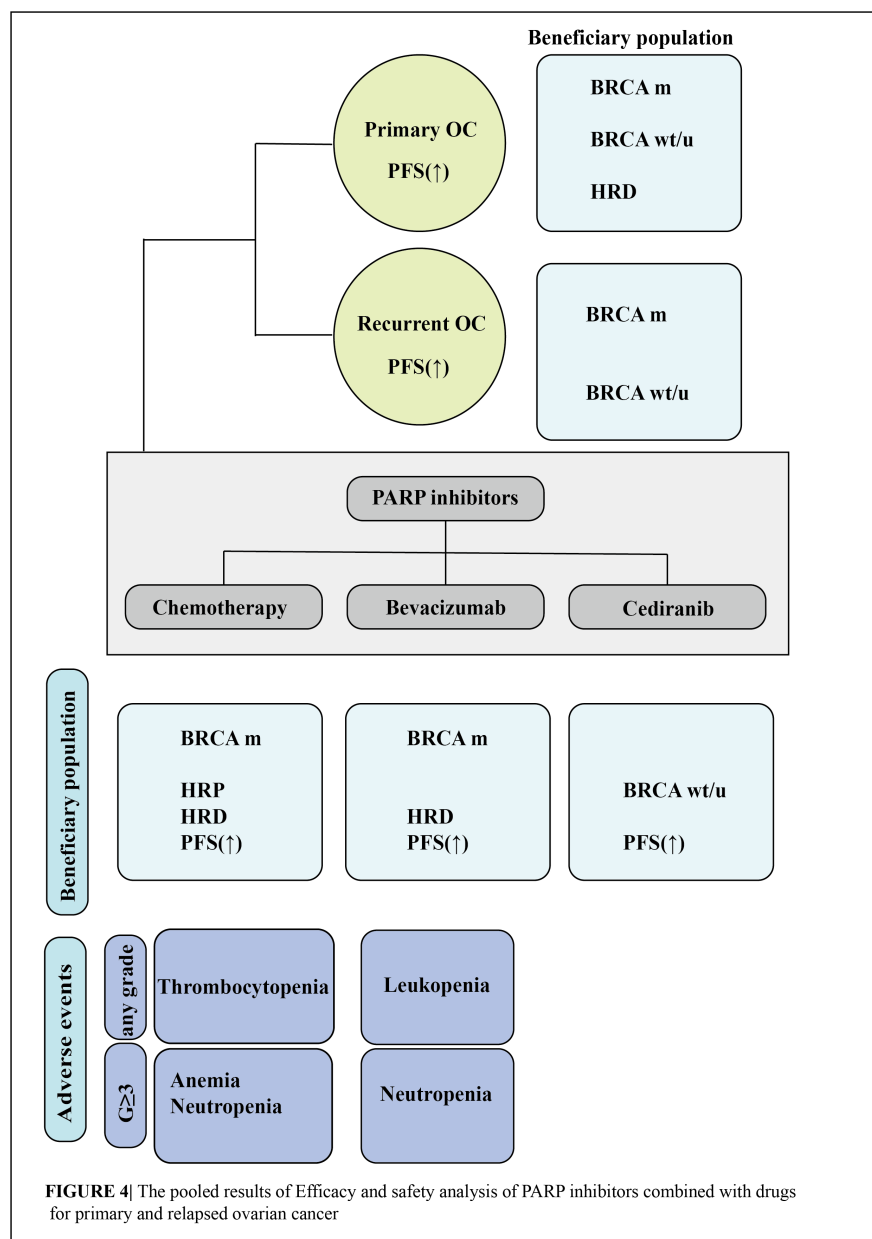 Beneficiary population
Primary OC
PFS(↑)
BRCA m
BRCA wt/u
HRD
Recurrent OC
PFS(↑)
BRCA m
BRCA wt/u
PARP inhibitors
Chemotherapy
Bevacizumab
Cediranib
Beneficiary population
BRCA m
HRP
HRD
PFS(↑)
BRCA m
HRD
PFS(↑)
BRCA wt/u
PFS(↑)
Adverse events
any grade
Thrombocytopenia
Leukopenia
G≥3
Anemia
Neutropenia
Neutropenia
FIGURE 4| The pooled results of Efficacy and safety analysis of PARP inhibitors combined with drugs
for primary and relapsed ovarian cancer